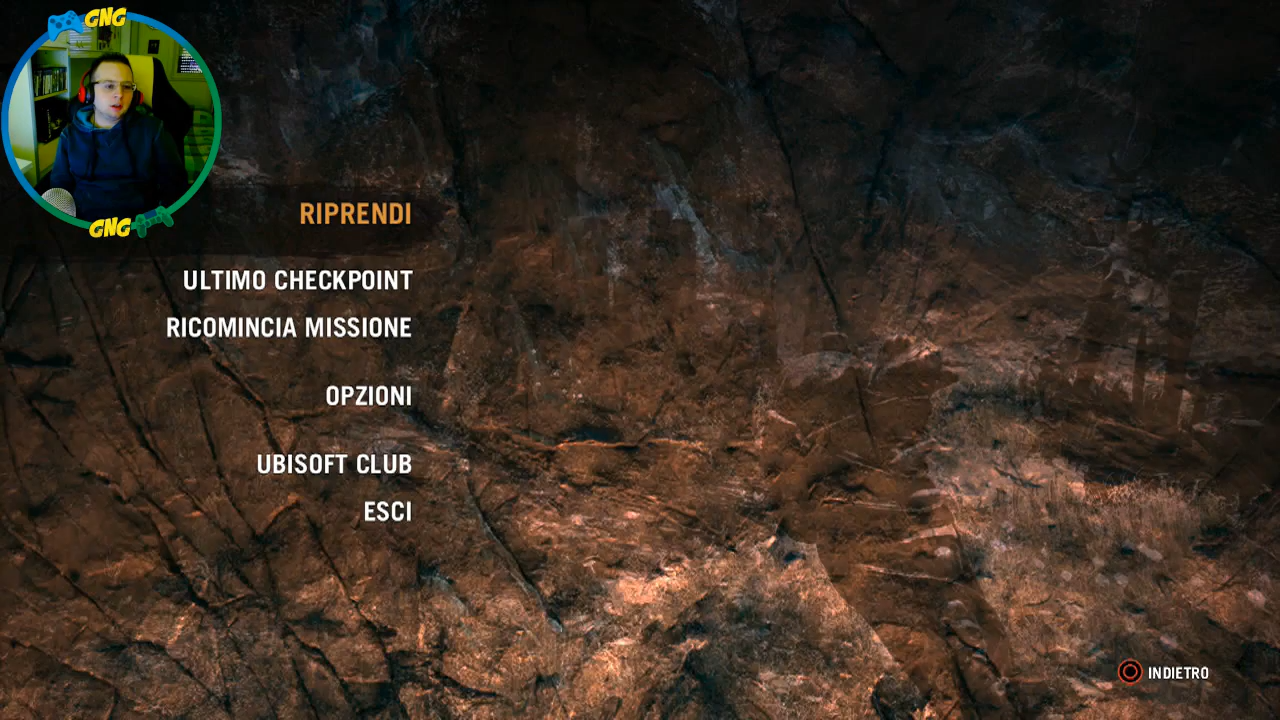 GNG
GNG
RIPRENDI
ULTIMO CHECKPOINT
RICOMINCIA MISSIONE
OPZIONI
UBISOFT CLUB
ESCI
INDIETRO